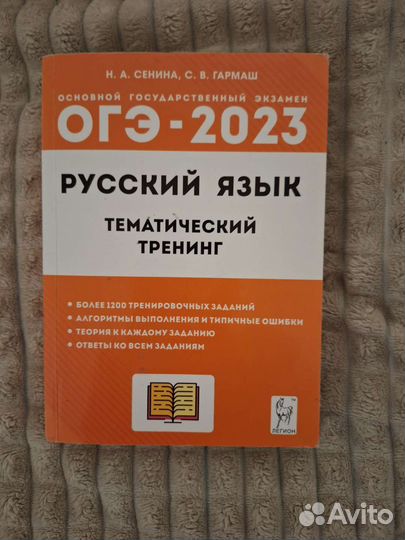 Н. А. СЕНИНА, С. В. ГАРМАШ
ОСНОВНОЙ ГОСУДАРСТВЕННЫЙ ЭКЗАМЕН
ОГЭ-2023
РУССКИЙ ЯЗЫК
ТЕМАТИЧЕСКИЙ
ТРЕНИНГ
• БОЛЕЕ 1200 ТРЕНИРОВОЧНЫХ ЗАДАНИЙ
• АЛГОРИТМЫ ВЫПОЛНЕНИЯ И ТИПИЧНЫЕ ОШИБКИ
• ТЕОРИЯ К КАЖДОМУ ЗАДАНИЮ
• ОТВЕТЫ КО ВСЕМ ЗАДАНИЯМ
ЛЕГИОН
TM
Avito